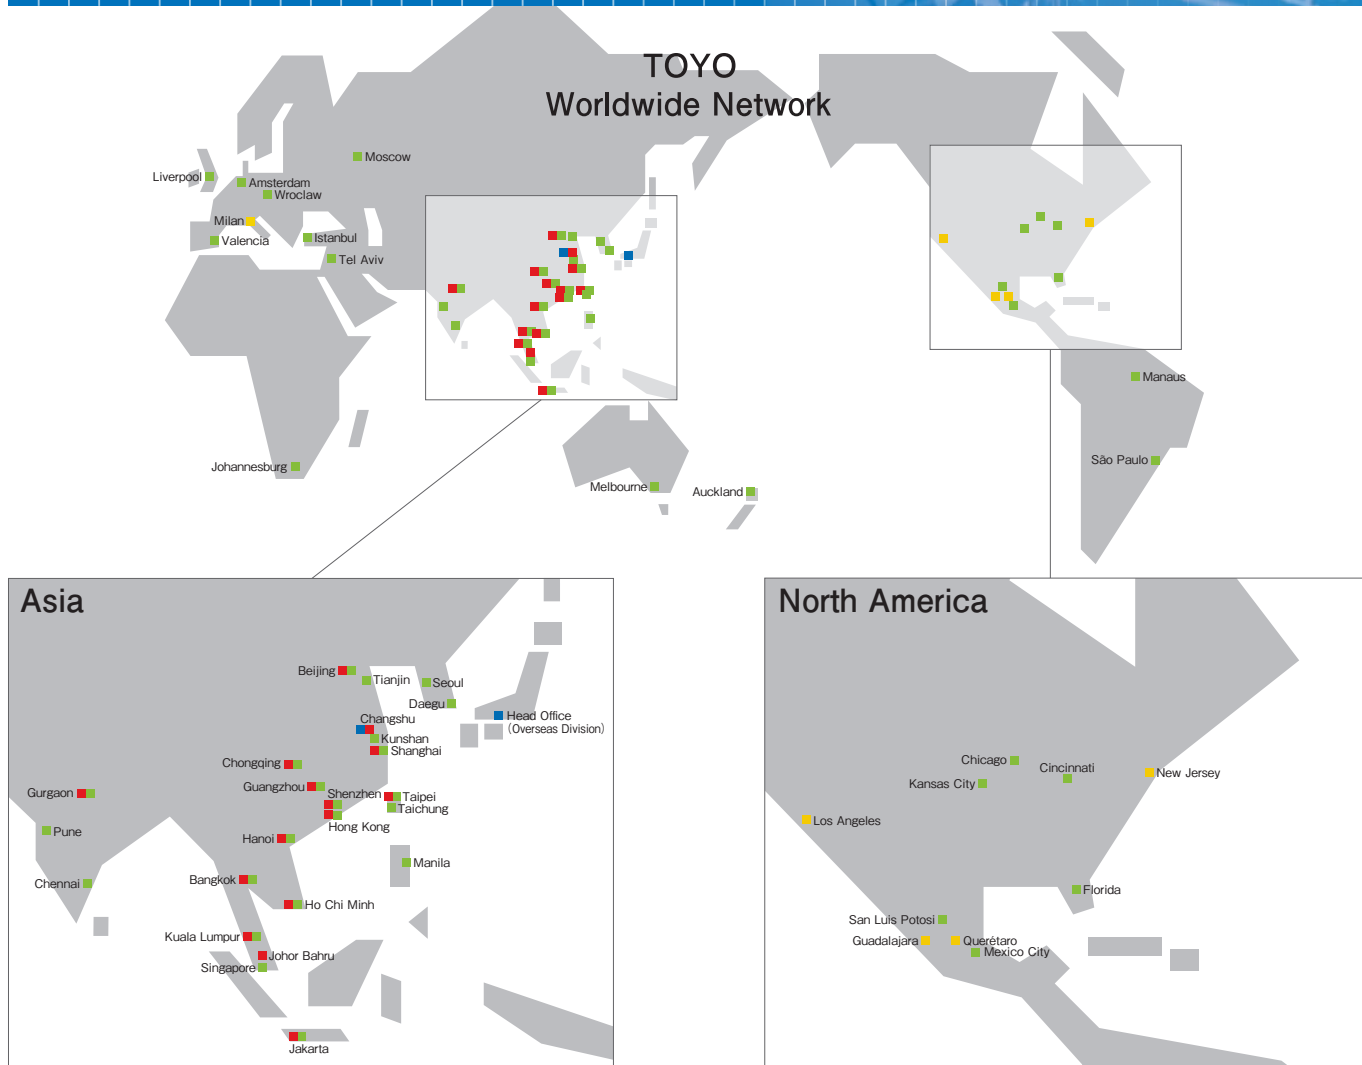 TOYO
Worldwide Network
Moscow
Liverpool
Amsterdam
Wroclaw
Milan
Valencia
Istanbul
Tel Aviv
Johannesburg
Melbourne
Auckland
Manaus
São Paulo
Asia
Beijing
Tianjin
Seoul
Daegu
Changshu
Head Office
(Overseas Division)
Kunshan
Shanghai
Chongqing
Guangzhou
Shenzhen
Taipei
Taichung
Gurgaon
Hong Kong
Pune
Hanoi
Manila
Chennai
Bangkok
Ho Chi Minh
Kuala Lumpur
Johor Bahru
Singapore
Jakarta
North America
Chicago
Cincinnati
New Jersey
Kansas City
Los Angeles
Florida
San Luis Potosi
Guadalajara
Querétaro
Mexico City